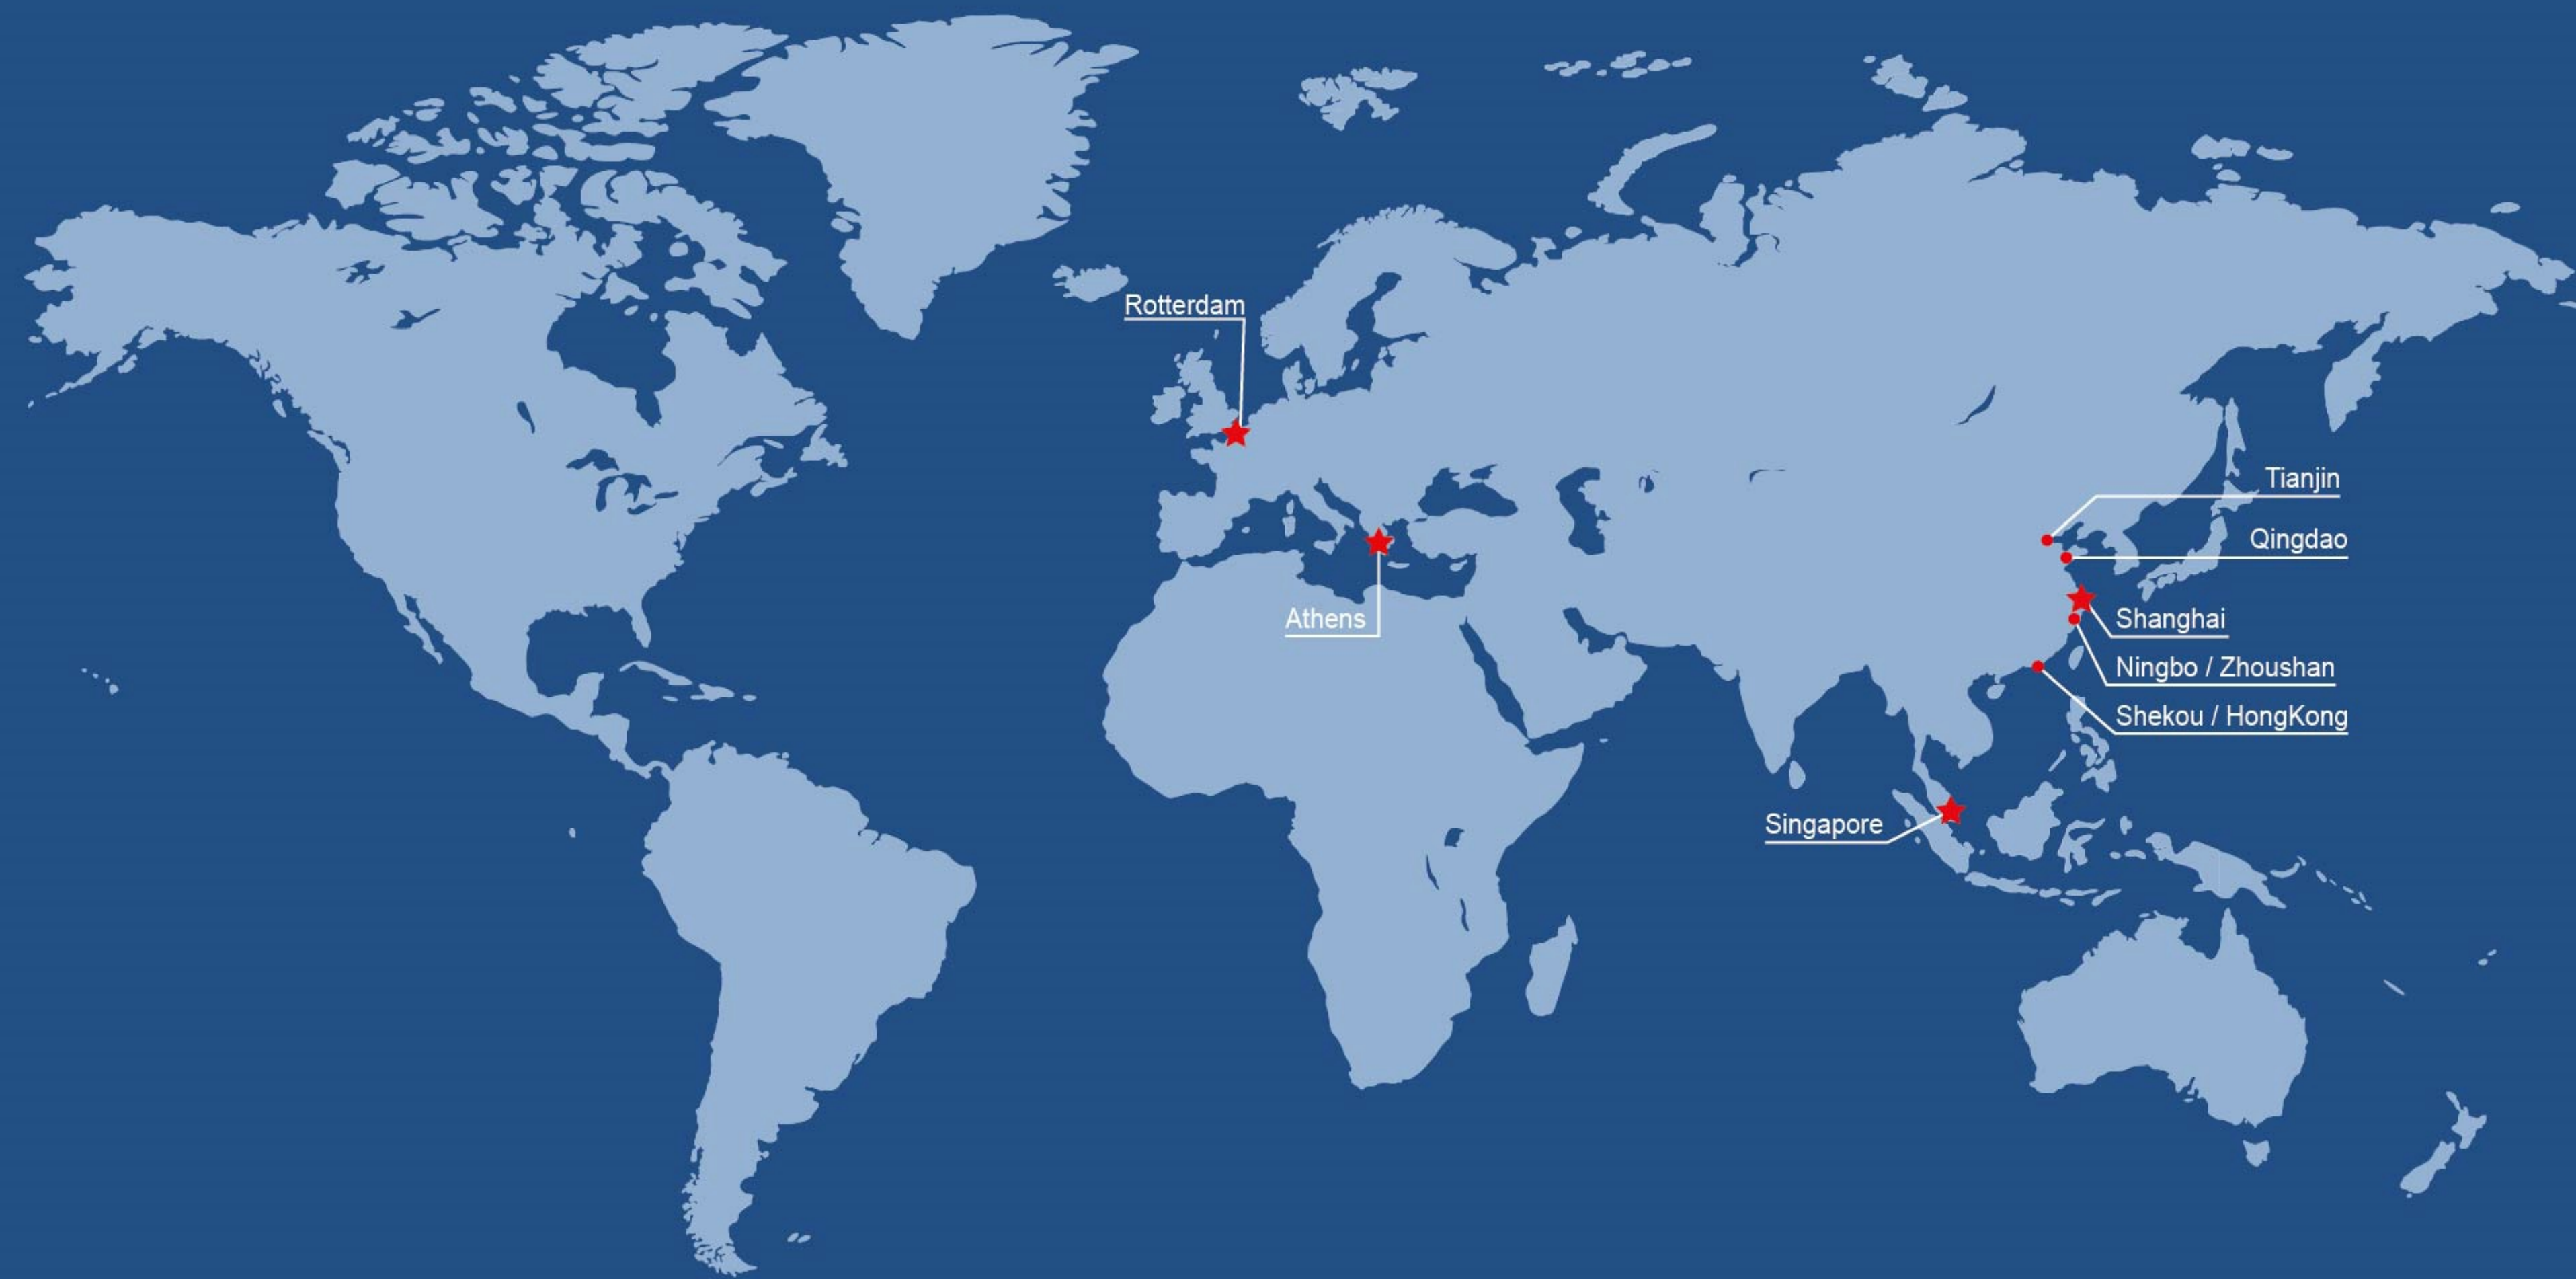 Rotterdam
Tianjin
Qingdao
Athens
Shanghai
Ningbo / Zhoushan
Shekou / HongKong
Singapore